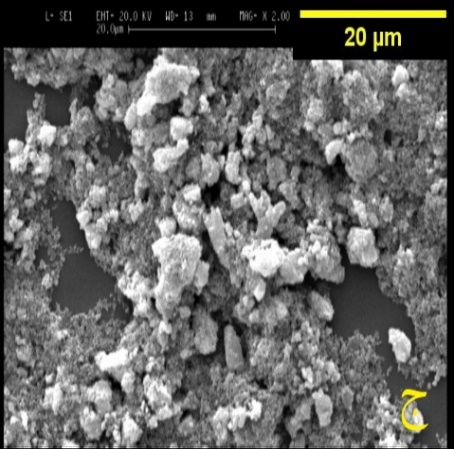 L= SE1 EHT= 20.0 KV WD= 13 mm MAG= X 2.00
20.0µm
20 µm
ج